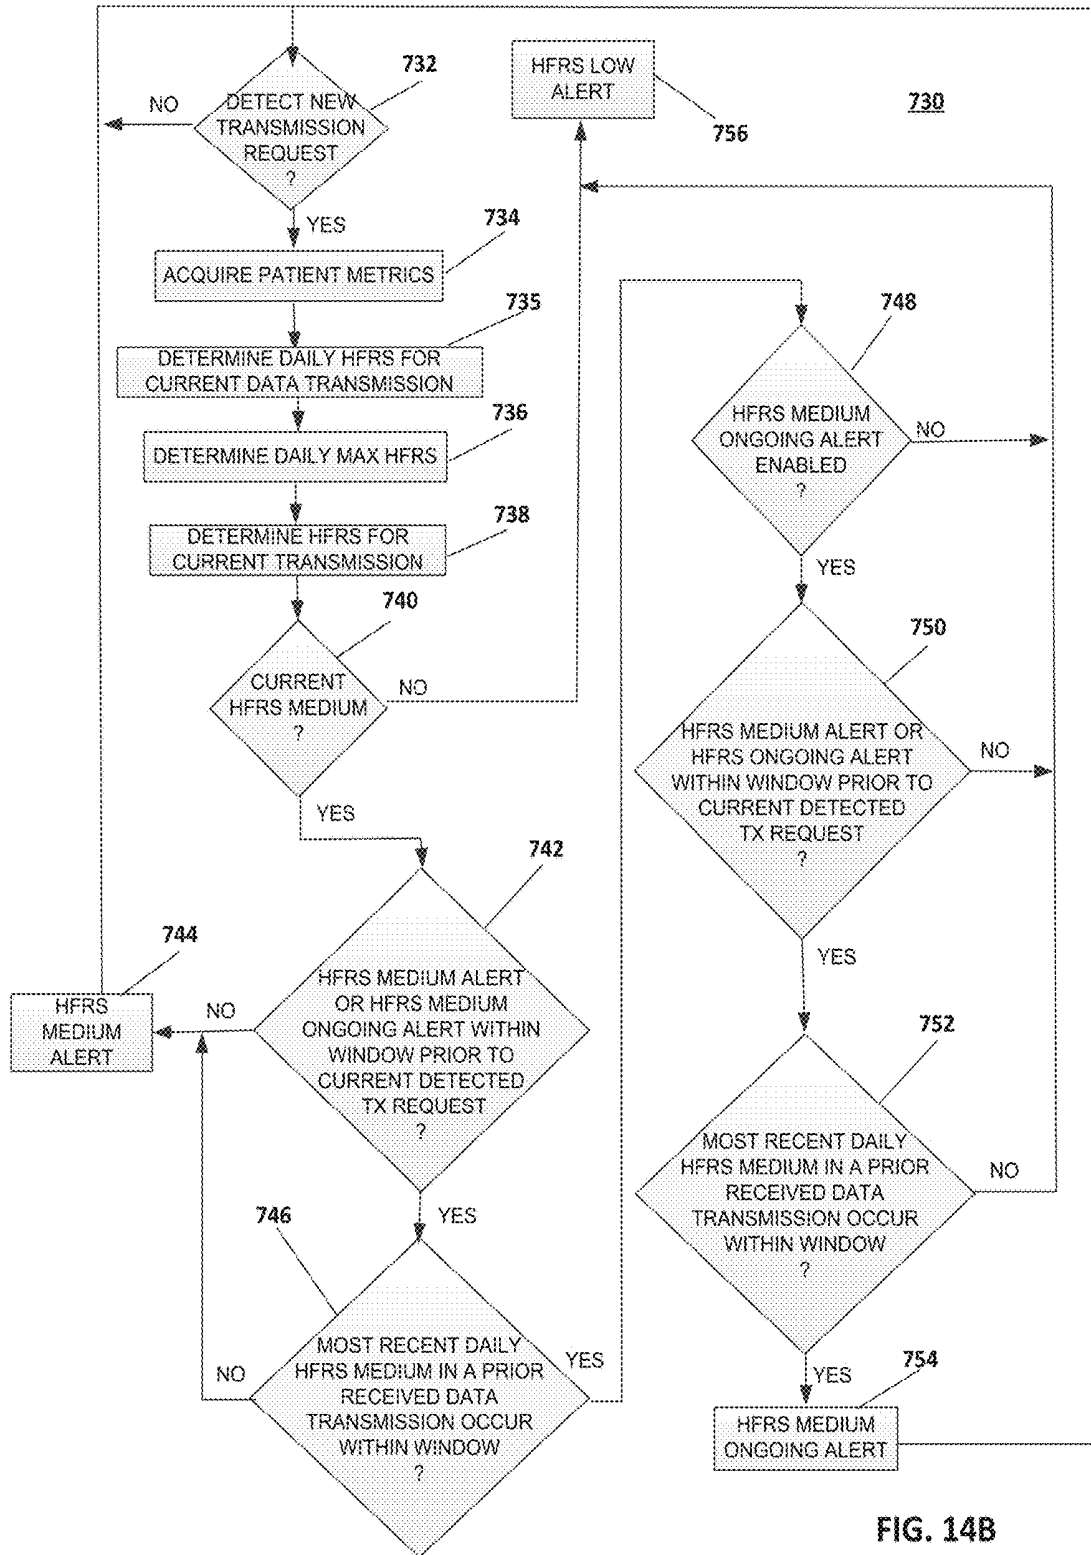 732
DETECT NEW
TRANSMISSION
REQUEST
?
NO
YES
HFRS LOW
ALERT
756
730
734
ACQUIRE PATIENT METRICS
735
DETERMINE DAILY HFRS FOR
CURRENT DATA TRANSMISSION
736
DETERMINE DAILY MAX HFRS
738
DETERMINE HFRS FOR
CURRENT TRANSMISSION
740
CURRENT
HFRS MEDIUM
?
NO
YES
742
HFRS MEDIUM ALERT
OR HFRS MEDIUM
ONGOING ALERT WITHIN
WINDOW PRIOR TO
CURRENT DETECTED
TX REQUEST
?
NO
YES
744
HFRS
MEDIUM
ALERT
746
MOST RECENT DAILY
HFRS MEDIUM IN A PRIOR
RECEIVED DATA
TRANSMISSION OCCUR
WITHIN WINDOW
?
NO
YES
748
HFRS MEDIUM
ONGOING ALERT
ENABLED
?
NO
YES
750
HFRS MEDIUM ALERT OR
HFRS ONGOING ALERT
WITHIN WINDOW PRIOR TO
CURRENT DETECTED
TX REQUEST
?
NO
YES
752
MOST RECENT DAILY
HFRS MEDIUM IN A PRIOR
RECEIVED DATA
TRANSMISSION OCCUR
WITHIN WINDOW
?
NO
YES
754
HFRS MEDIUM
ONGOING ALERT
FIG. 14B